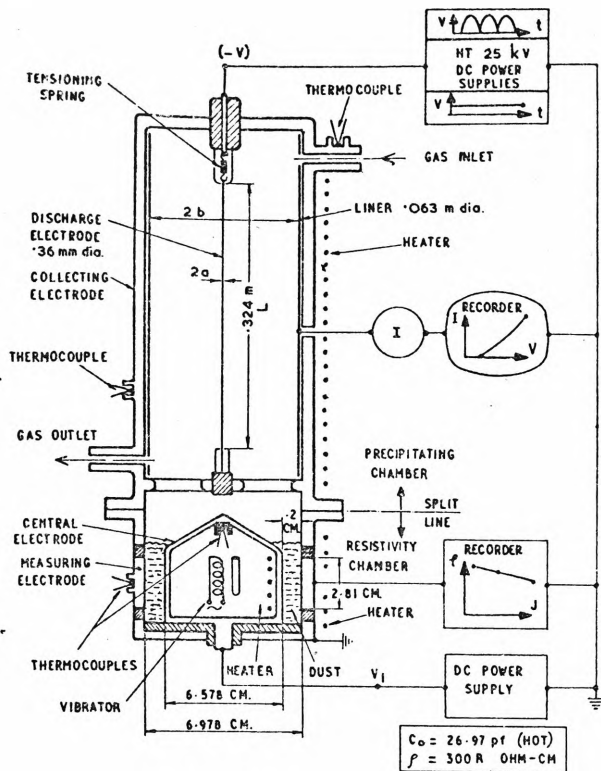 V
t
HT 25 kV
DC POWER
SUPPLIES
V
t
(-V)
TENSIONING
SPRING
THERMOCOUPLE
GAS INLET
2b
LINER ·063 m dia.
DISCHARGE
ELECTRODE
·36 mm dia.
HEATER
COLLECTING
ELECTRODE
2a
·324 m
L
I
RECORDER
I
V
THERMOCOUPLE
GAS OUTLET
PRECIPITATING
CHAMBER
SPLIT
LINE
CENTRAL
ELECTRODE
·2
CM.
RESISTIVITY
CHAMBER
MEASURING
ELECTRODE
RECORDER
ρ
J
2·81 CM.
HEATER
THERMOCOUPLES
HEATER
DUST
VIBRATOR
V₁
DC POWER
SUPPLY
6·578 CM.
6·978 CM.
C₀ = 26·97 pf (HOT)
ρ = 300 R OHM-CM